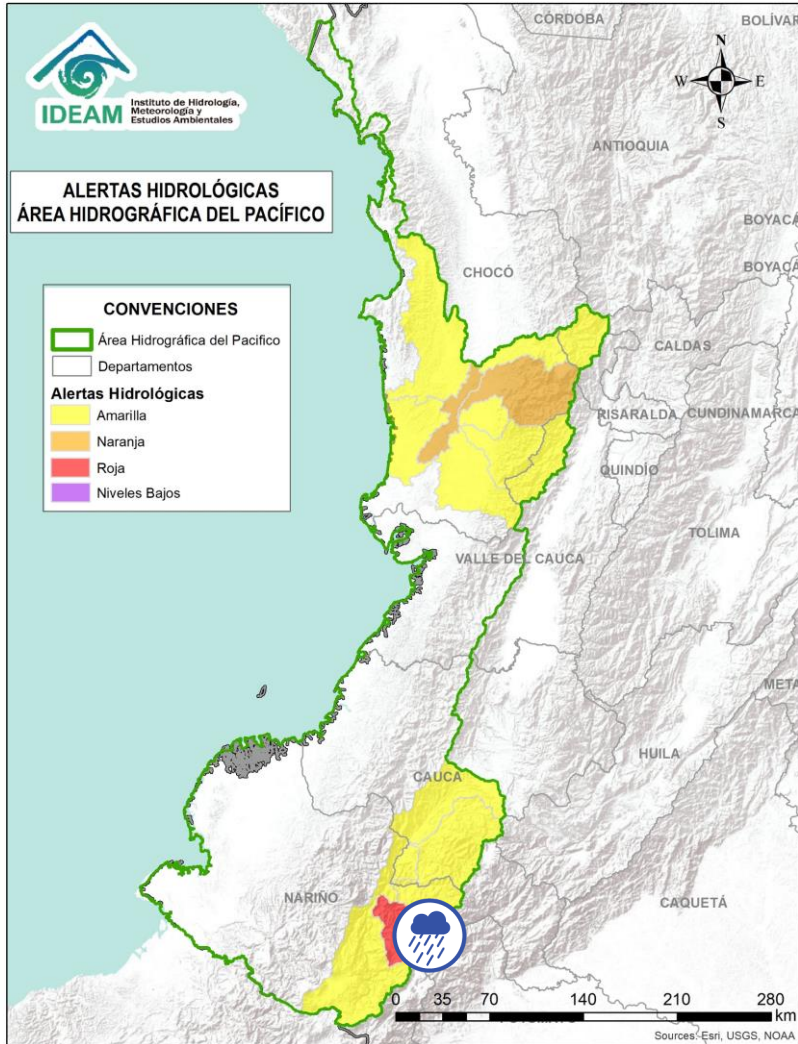 CÓRDOBA
BOLÍVAR
IDEAM
Instituto de Hidrología,
Meteorología y
Estudios Ambientales
N
W
E
S
ANTIOQUIA
ALERTAS HIDROLÓGICAS
ÁREA HIDROGRÁFICA DEL PACÍFICO
BOYACÁ
BOYACÁ
CHOCÓ
CONVENCIONES
Área Hidrográfica del Pacífico
Departamentos
Alertas Hidrológicas
Amarilla
Naranja
Roja
Niveles Bajos
CALDAS
RISARALDA
CUNDINAMARCA
QUINDÍO
TOLIMA
VALLE DEL CAUCA
META
HUILA
CAUCA
NARIÑO
CAQUETÁ
0 35 70 140 210 280
km
Sources: Esri, USGS, NOAA